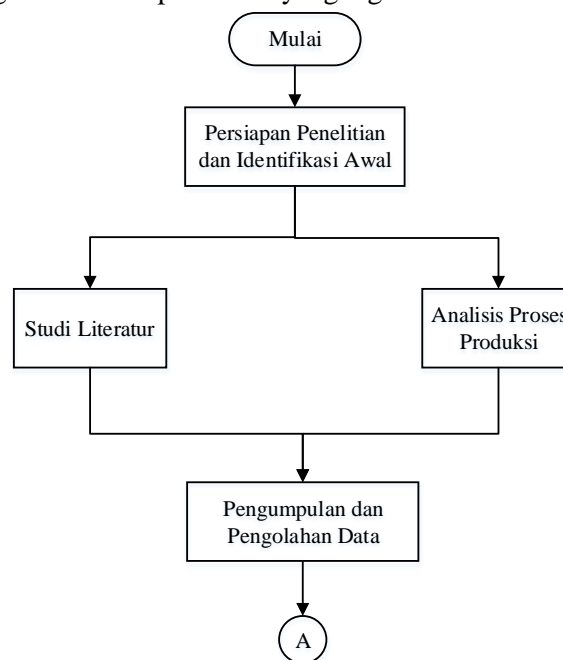 Mulai
Persiapan Penelitian
dan Identifikasi Awal
Studi Literatur
Analisis Proses
Produksi
Pengumpulan dan
Pengolahan Data
A